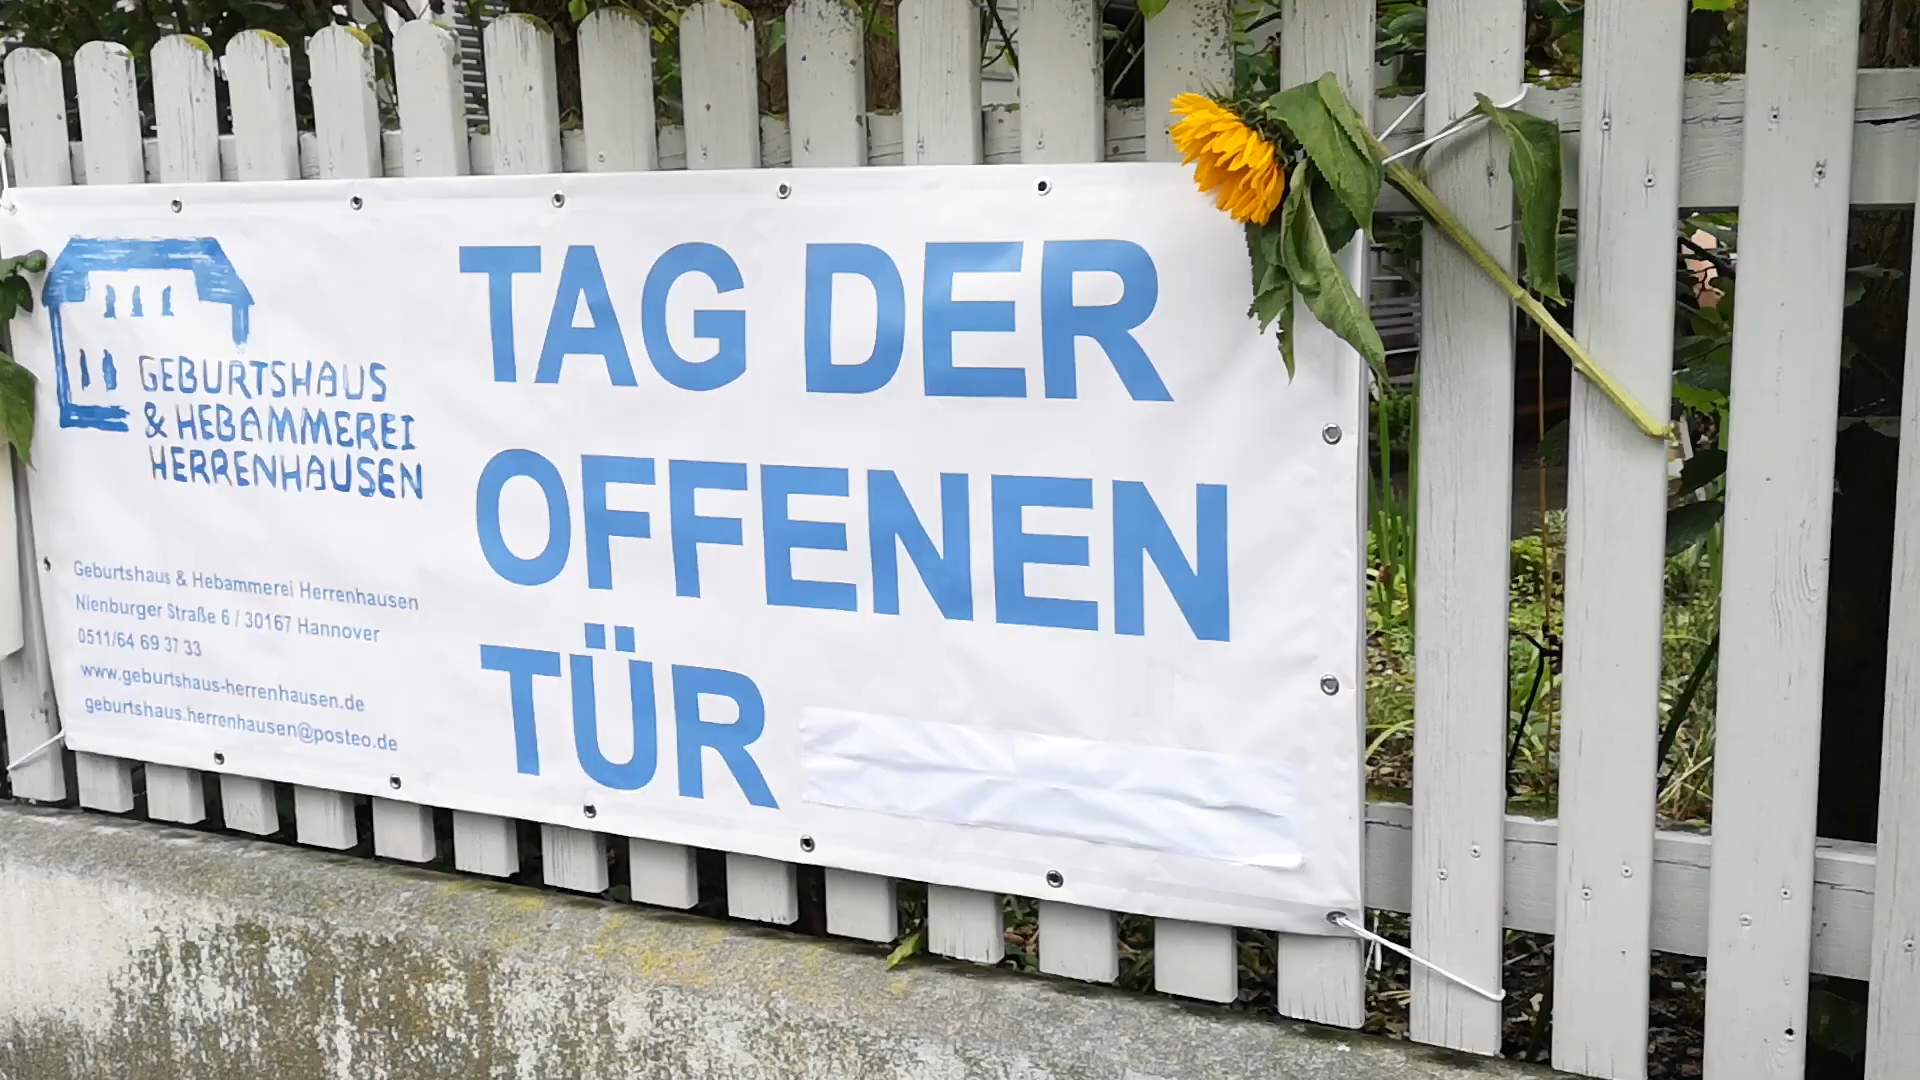 GEBURTSHAUS
& HEBAMMEREI
HERRENHAUSEN
Geburtshaus & Hebammerei Herrenhausen
Nienburger Straße 6 / 30167 Hannover
0511/64 69 37 33
www.geburtshaus-herrenhausen.de
geburtshaus.herrenhausen@posteo.de
TAG DER
OFFENEN
TÜR